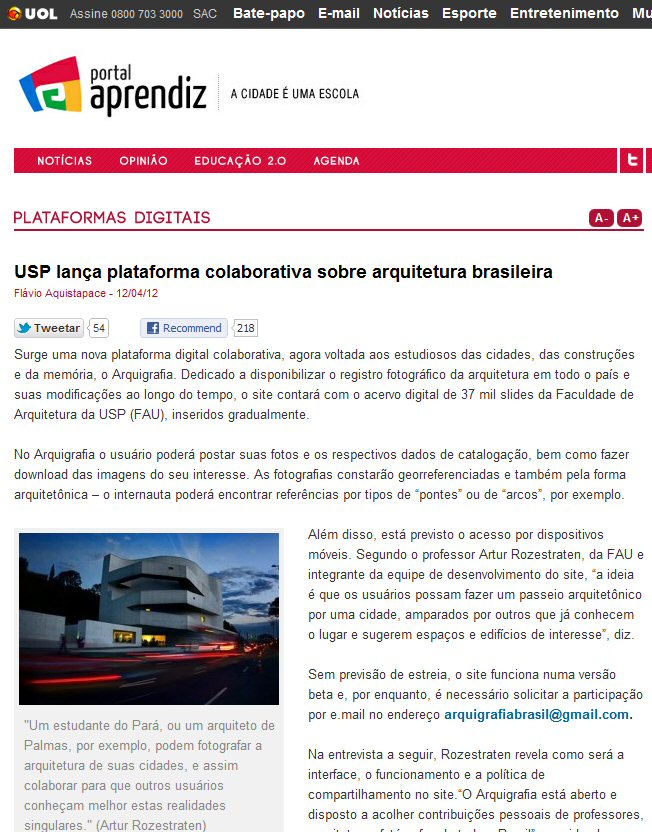 UOL Assine 0800 703 3000 SAC Bate-papo E-mail Notícias Esporte Entretenimento Mu
portal
aprendiz
A CIDADE É UMA ESCOLA
NOTÍCIAS OPINIÃO EDUCAÇÃO 2.0 AGENDA
PLATAFORMAS DIGITAIS
A- A+
USP lança plataforma colaborativa sobre arquitetura brasileira
Flávio Aquistapace - 12/04/12
Tweetar 54 Recommend 218
Surge uma nova plataforma digital colaborativa, agora voltada aos estudiosos das cidades, das construções
e da memória, o Arquigrafia. Dedicado a disponibilizar o registro fotográfico da arquitetura em todo o país e
suas modificações ao longo do tempo, o site contará com o acervo digital de 37 mil slides da Faculdade de
Arquitetura da USP (FAU), inseridos gradualmente.
No Arquigrafia o usuário poderá postar suas fotos e os respectivos dados de catalogação, bem como fazer
download das imagens do seu interesse. As fotografias constarão georreferenciadas e também pela forma
arquitetônica – o internauta poderá encontrar referências por tipos de “pontes” ou de “arcos”, por exemplo.
"Um estudante do Pará, ou um arquiteto de
Palmas, por exemplo, podem fotografar a
arquitetura de suas cidades, e assim
colaborar para que outros usuários
conheçam melhor estas realidades
singulares." (Artur Rozestraten)
Além disso, está previsto o acesso por dispositivos
móveis. Segundo o professor Artur Rozestraten, da FAU e
integrante da equipe de desenvolvimento do site, “a ideia
é que os usuários possam fazer um passeio arquitetônico
por uma cidade, amparados por outros que já conhecem
o lugar e sugerem espaços e edifícios de interesse”, diz.
Sem previsão de estreia, o site funciona numa versão
beta e, por enquanto, é necessário solicitar a participação
por e.mail no endereço arquigrafiabrasil@gmail.com.
Na entrevista a seguir, Rozestraten revela como será a
interface, o funcionamento e a política de
compartilhamento no site.“O Arquigrafia está aberto e
disposto a acolher contribuições pessoais de professores,